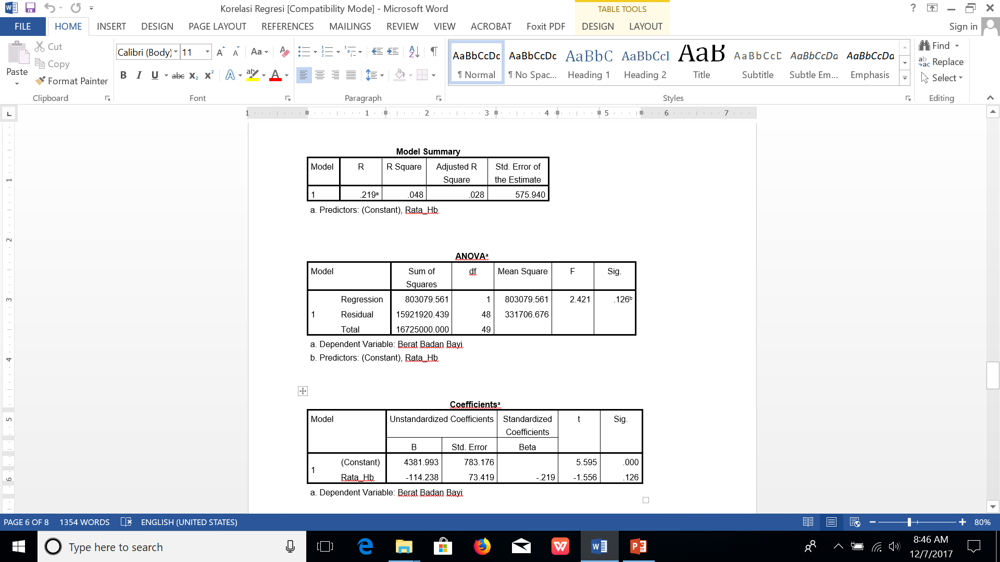 Korelasi Regresi [Compatibility Mode] - Microsoft Word
TABLE TOOLS
?
FILE HOME INSERT DESIGN PAGE LAYOUT REFERENCES MAILINGS REVIEW VIEW ACROBAT Foxit PDF DESIGN LAYOUT Sign in
Paste
Cut
Copy
Format Painter
Clipboard
Calibri (Body) 11
Font
Paragraph
AaBbCcDc AaBbCcDc AaBbC AaBbCcI AaB AaBbCcD AaBbCcDa AaBbCcDa
¶ Normal ¶ No Spac... Heading 1 Heading 2 Title Subtitle Subtle Em... Emphasis
Styles
Find
Replace
Select
Editing
1 1 2 3 4 5 6 7
1
2
3
4
5
6
Model Summary
Model R R Square Adjusted R Square Std. Error of the Estimate
1 .219a .048 .028 575.940
a. Predictors: (Constant), Rata_Hb
ANOVAa
Model Sum of Squares df Mean Square F Sig.
Regression 803079.561 1 803079.561 2.421 .126b
1 Residual 15921920.439 48 331706.676
Total 16725000.000 49
a. Dependent Variable: Berat Badan Bayi
b. Predictors: (Constant), Rata_Hb
Coefficientsa
Model Unstandardized Coefficients Standardized Coefficients t Sig.
B Std. Error Beta
1 (Constant) 4381.993 783.176 5.595 .000
Rata_Hb -114.238 73.419 -.219 -1.556 .126
a. Dependent Variable: Berat Badan Bayi
PAGE 6 OF 8 1354 WORDS ENGLISH (UNITED STATES) 80%
Type here to search
8:46 AM
12/7/2017